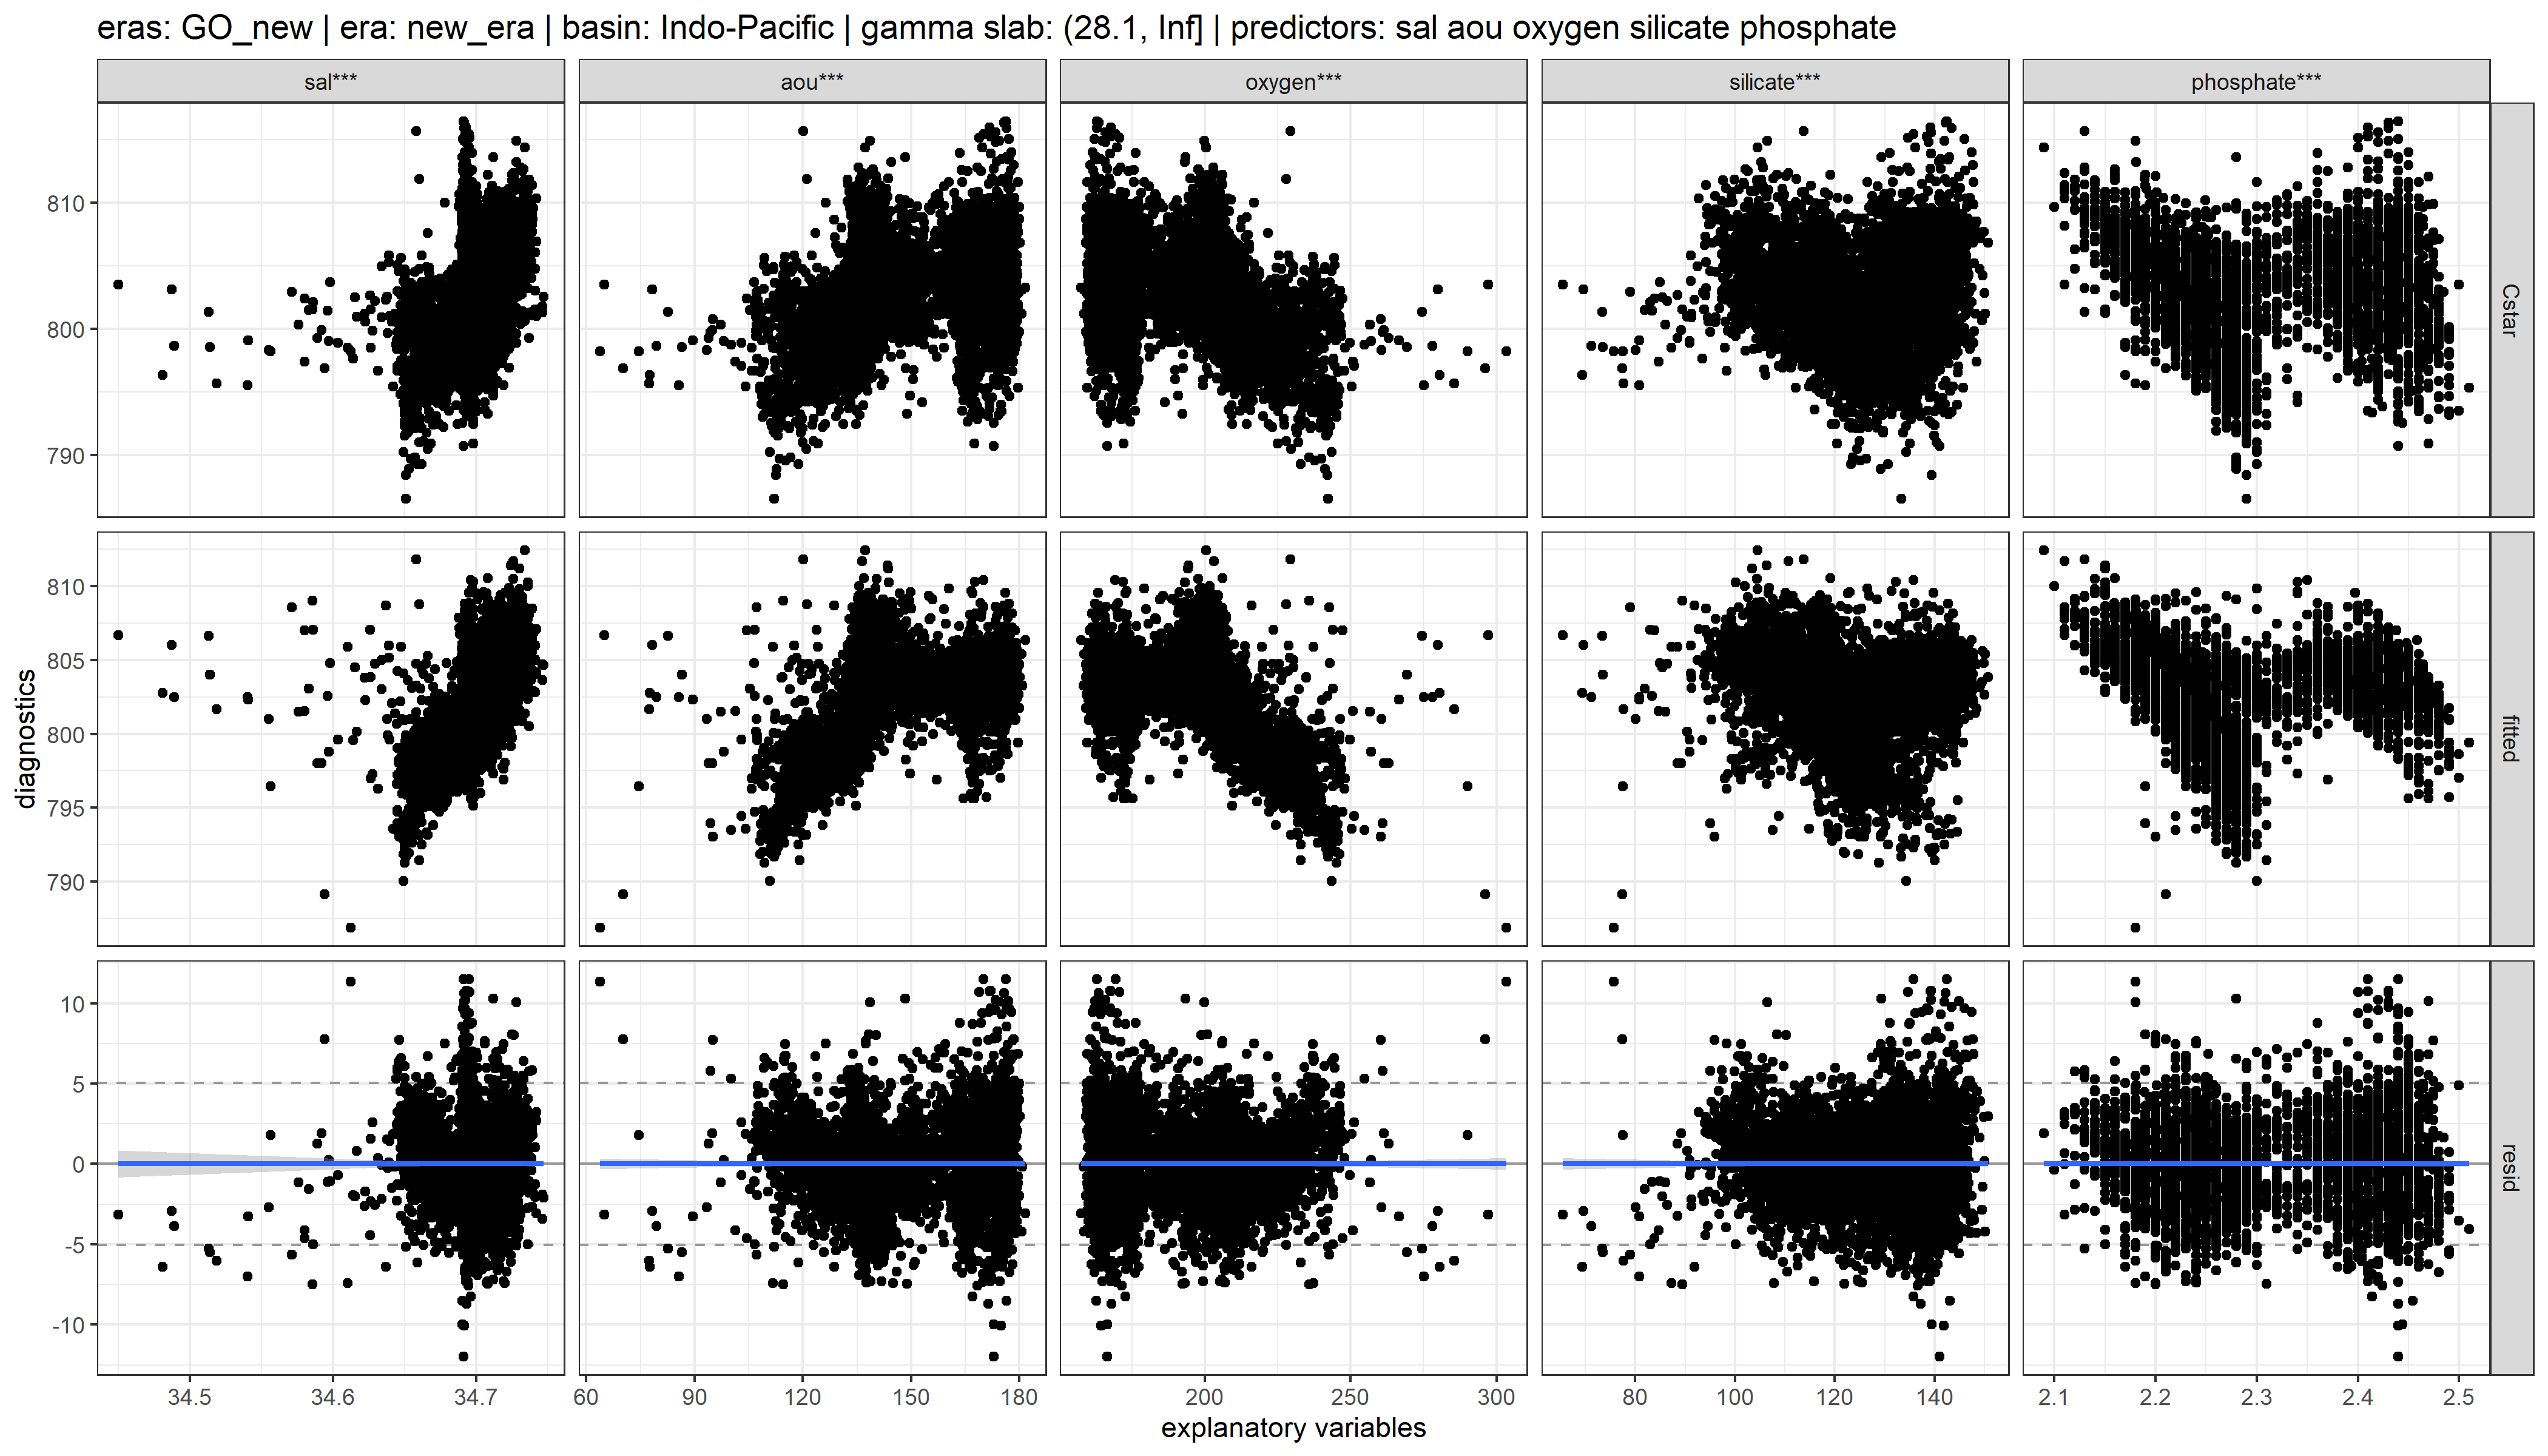 eras: GO_new | era: new_era | basin: Indo-Pacific | gamma slab: (28.1, Inf] | predictors: sal aou oxygen silicate phosphate
sal*** aou*** oxygen*** silicate*** phosphate***
810
800
790
Cstar
810
805
800
795
790
fitted
diagnostics
10
5
0
-5
-10
resid
34.5 34.6 34.7 60 90 120 150 180 200 250 300 80 100 120 140 2.1 2.2 2.3 2.4 2.5
explanatory variables